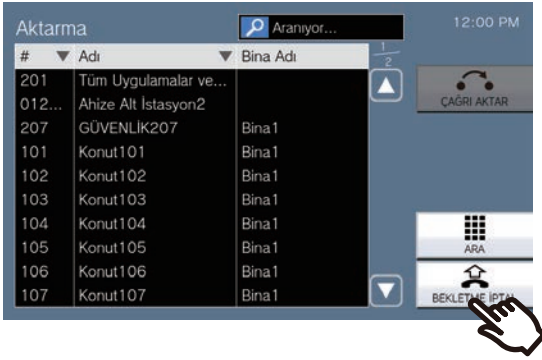 Aktarma
Aranıyor...
12:00 PM
# Adı Bina Adı
1/2
201 Tüm Uygulamalar ve...
012... Ahize Alt İstasyon2
207 GÜVENLİK207 Bina1
101 Konut101 Bina1
102 Konut102 Bina1
103 Konut103 Bina1
104 Konut104 Bina1
105 Konut105 Bina1
106 Konut106 Bina1
107 Konut107 Bina1
ÇAĞRI AKTAR
ARA
BEKLETME İPTAL